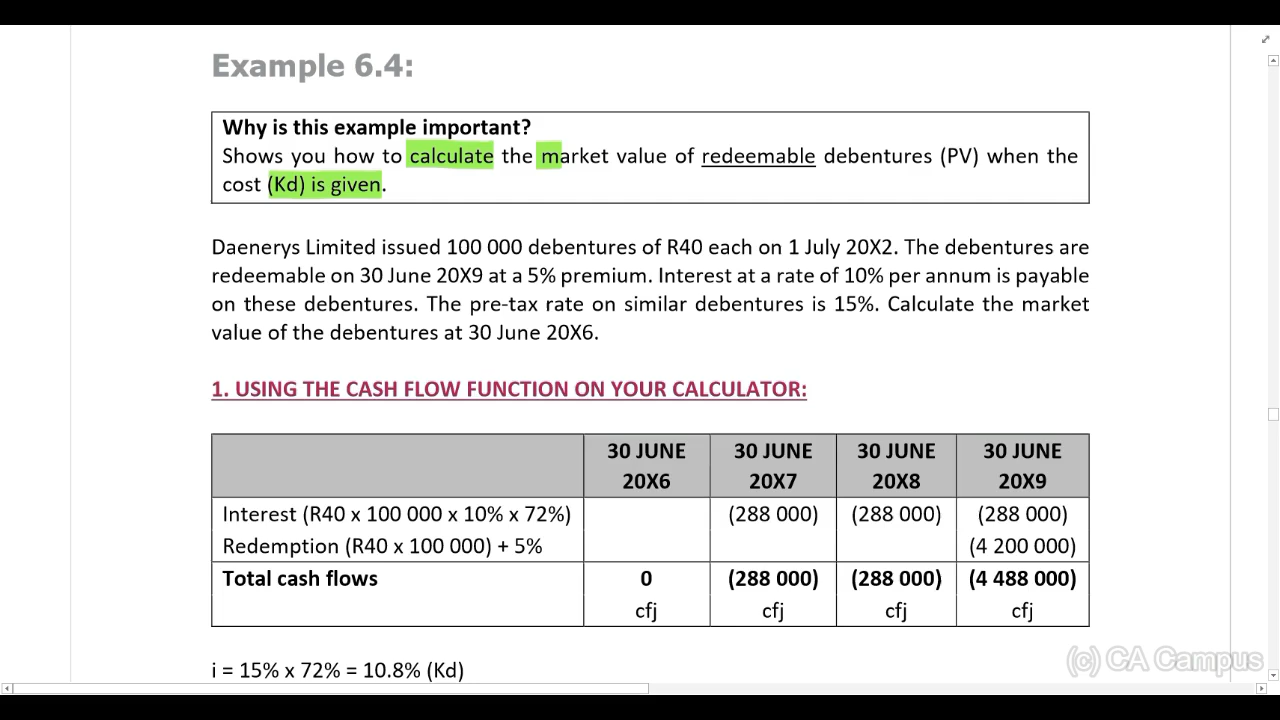 Example 6.4:
Why is this example important?
Shows you how to calculate the market value of redeemable debentures (PV) when the
cost (Kd) is given.
Daenerys Limited issued 100 000 debentures of R40 each on 1 July 20X2. The debentures are
redeemable on 30 June 20X9 at a 5% premium. Interest at a rate of 10% per annum is payable
on these debentures. The pre-tax rate on similar debentures is 15%. Calculate the market
value of the debentures at 30 June 20X6.
1. USING THE CASH FLOW FUNCTION ON YOUR CALCULATOR:
30 JUNE 30 JUNE 30 JUNE 30 JUNE
20X6 20X7 20X8 20X9
Interest (R40 x 100 000 x 10% x 72%) (288 000) (288 000) (288 000)
Redemption (R40 x 100 000) + 5% (4 200 000)
Total cash flows 0 (288 000) (288 000) (4 488 000)
cfj cfj cfj cfj
i = 15% x 72% = 10.8% (Kd)
(c) CA Campus